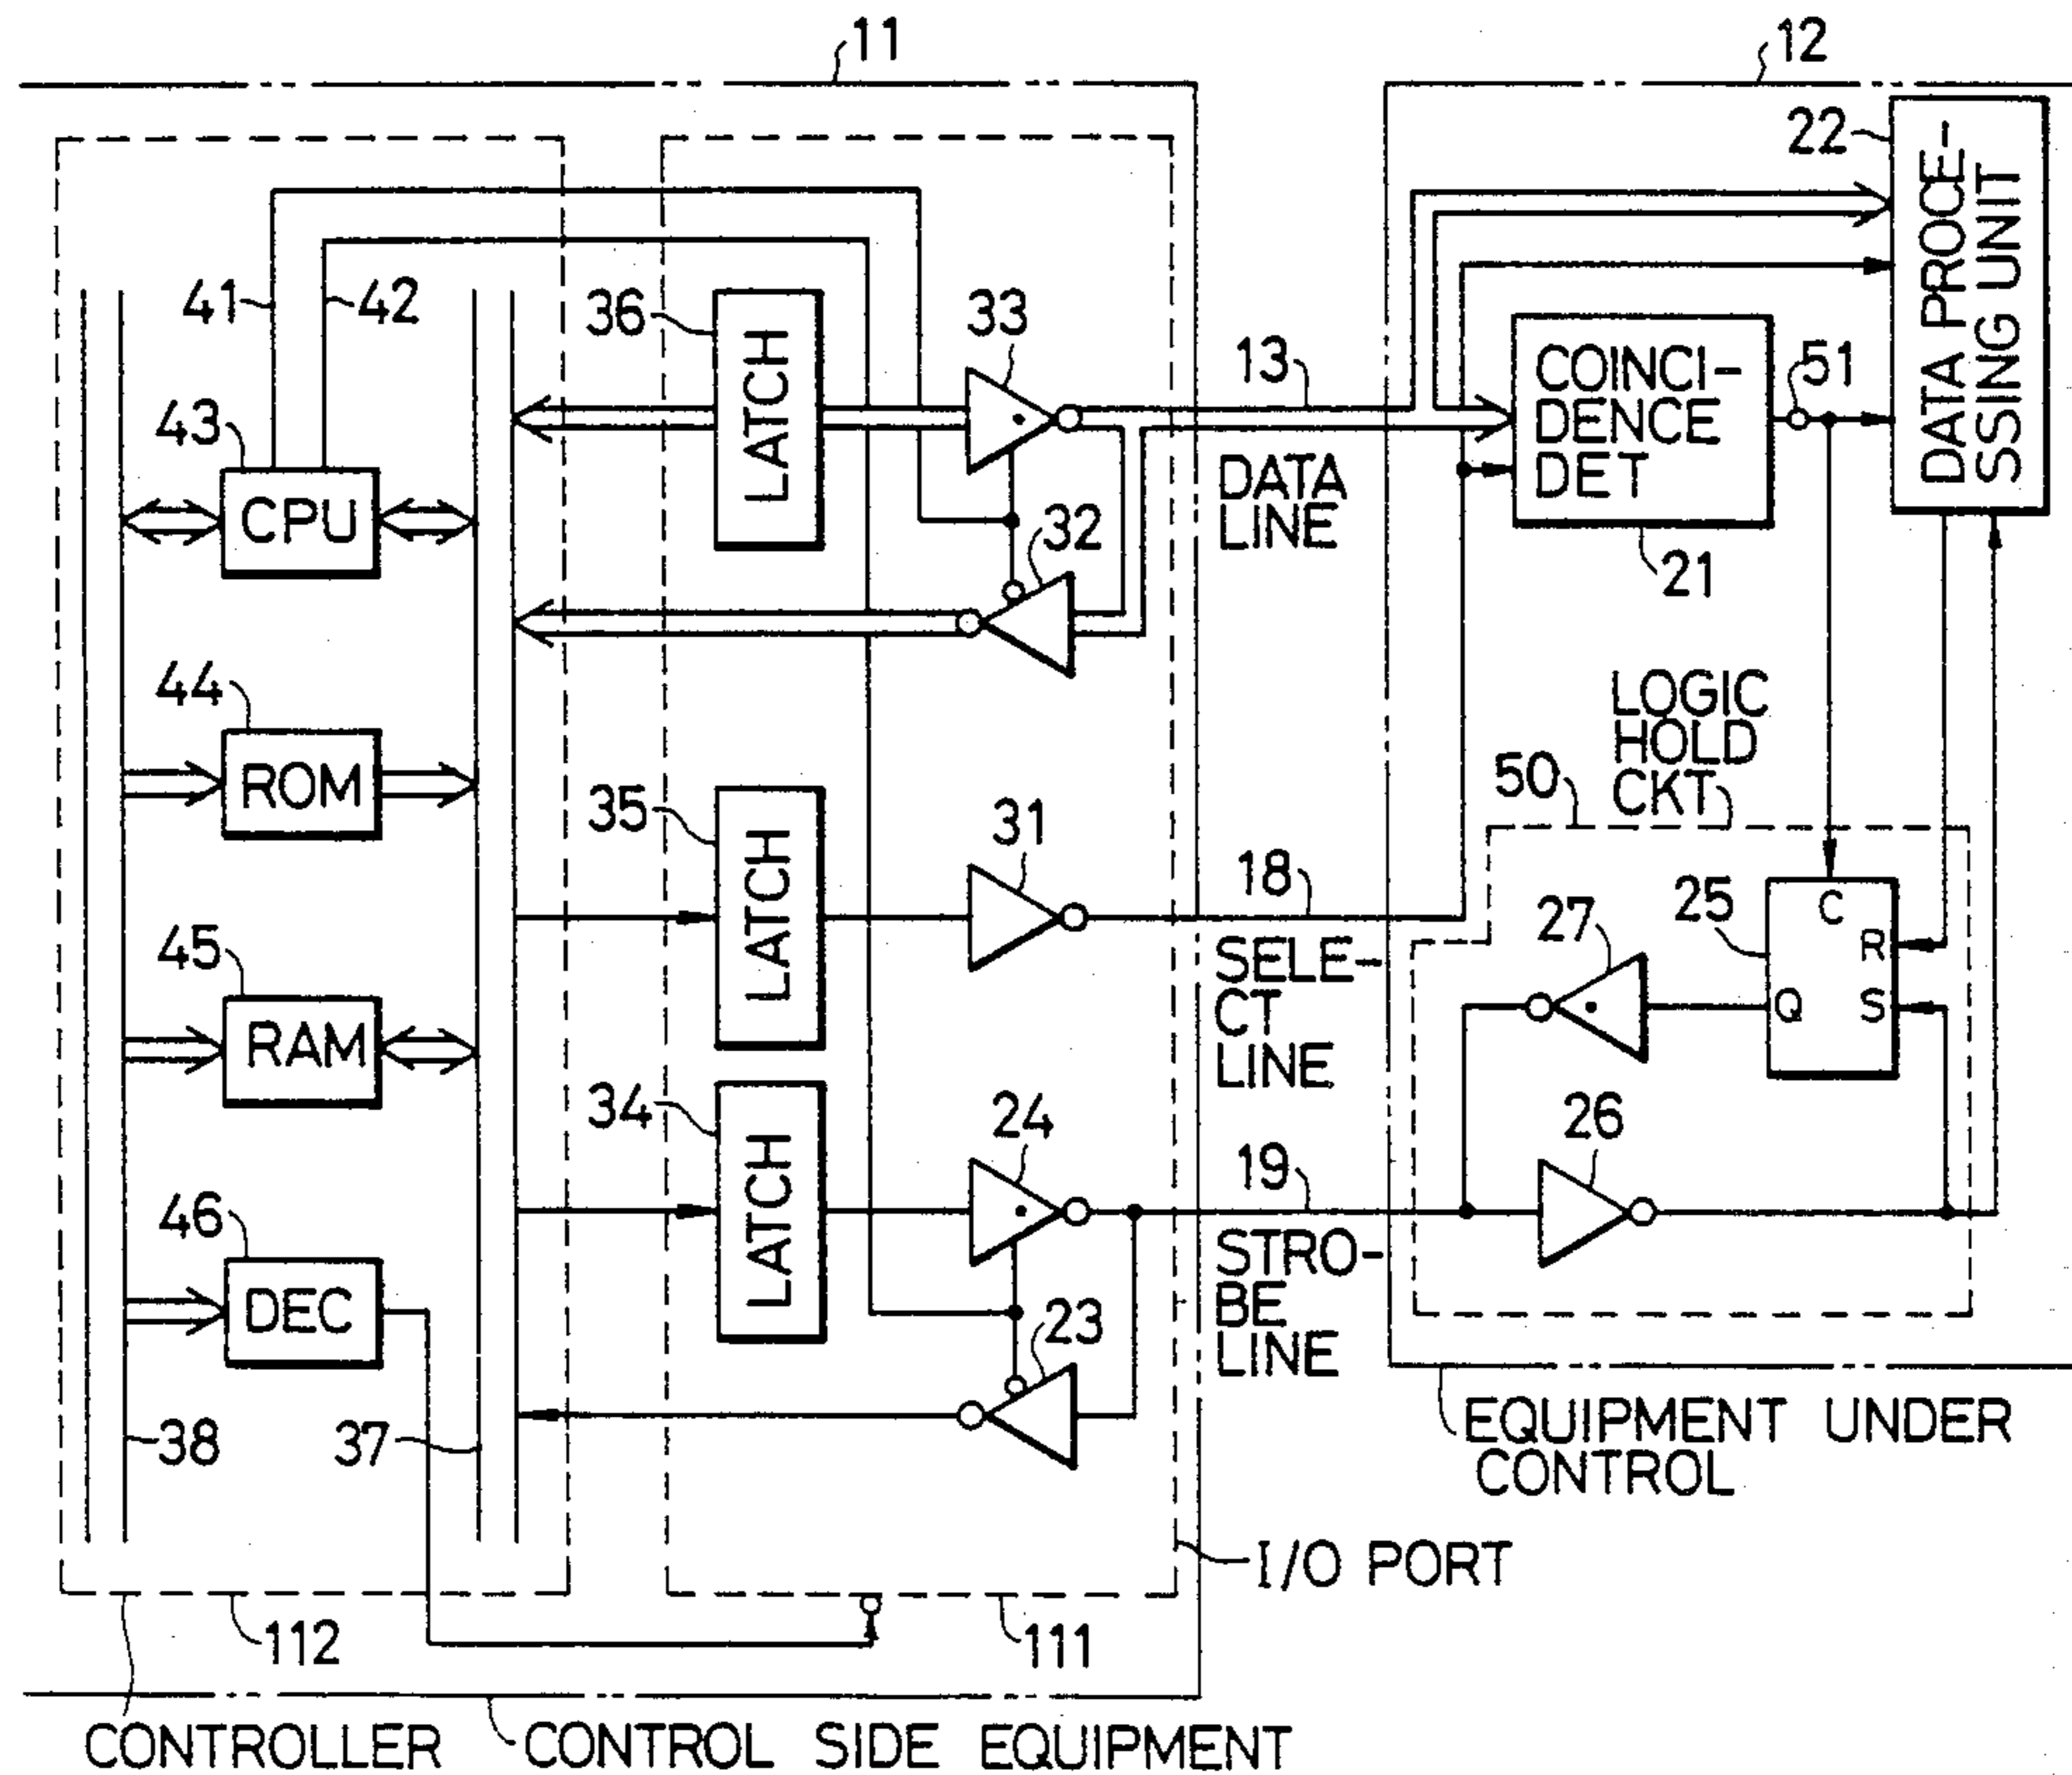 11
12
22
DATA PROCE-
SSING UNIT
41
42
36
LATCH
33
13
COINCI-
DENCE
DET
51
43
CPU
DATA
LINE
32
21
44
ROM
LOGIC
HOLD
CKT
50
35
LATCH
31
18
SELE-
CT
LINE
27
25
C
R
Q
S
45
RAM
34
LATCH
24
19
STRO-
BE
LINE
26
46
DEC
23
38
37
EQUIPMENT UNDER
CONTROL
I/O PORT
112
111
CONTROLLER
CONTROL SIDE EQUIPMENT